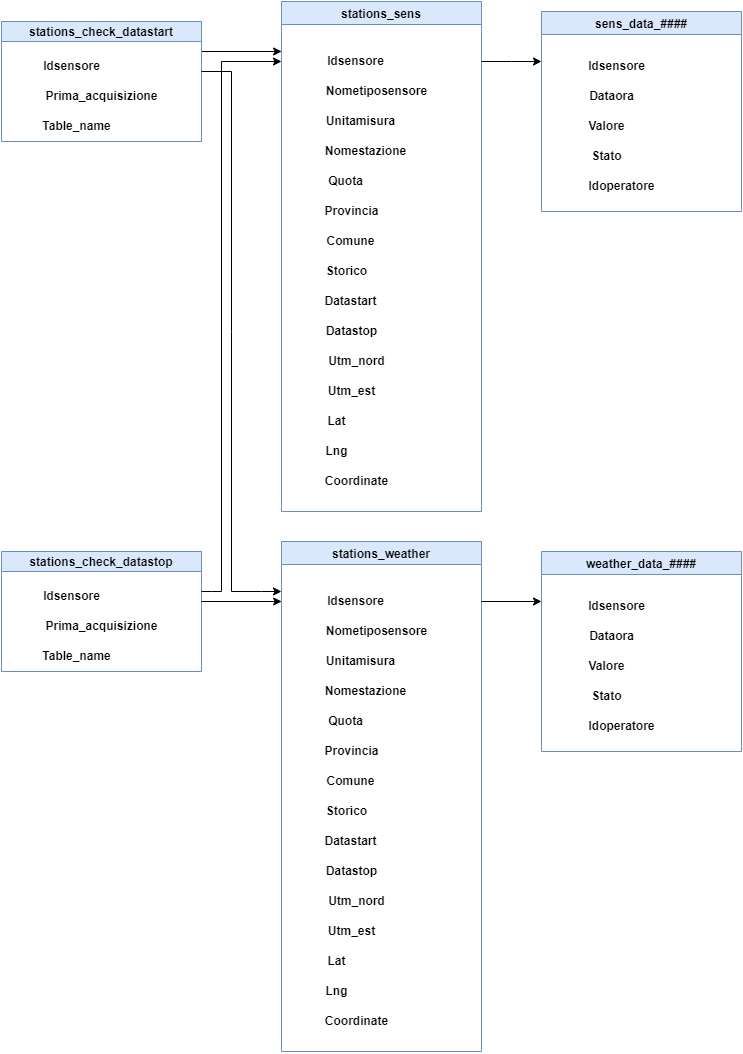 stations_check_datastart
Idsensore
Prima_acquisizione
Table_name
stations_sens
Idsensore
Nometiposensore
Unitamisura
Nomestazione
Quota
Provincia
Comune
Storico
Datastart
Datastop
Utm_nord
Utm_est
Lat
Lng
Coordinate
sens_data_####
Idsensore
Dataora
Valore
Stato
Idoperatore
stations_check_datastop
Idsensore
Prima_acquisizione
Table_name
stations_weather
Idsensore
Nometiposensore
Unitamisura
Nomestazione
Quota
Provincia
Comune
Storico
Datastart
Datastop
Utm_nord
Utm_est
Lat
Lng
Coordinate
weather_data_####
Idsensore
Dataora
Valore
Stato
Idoperatore